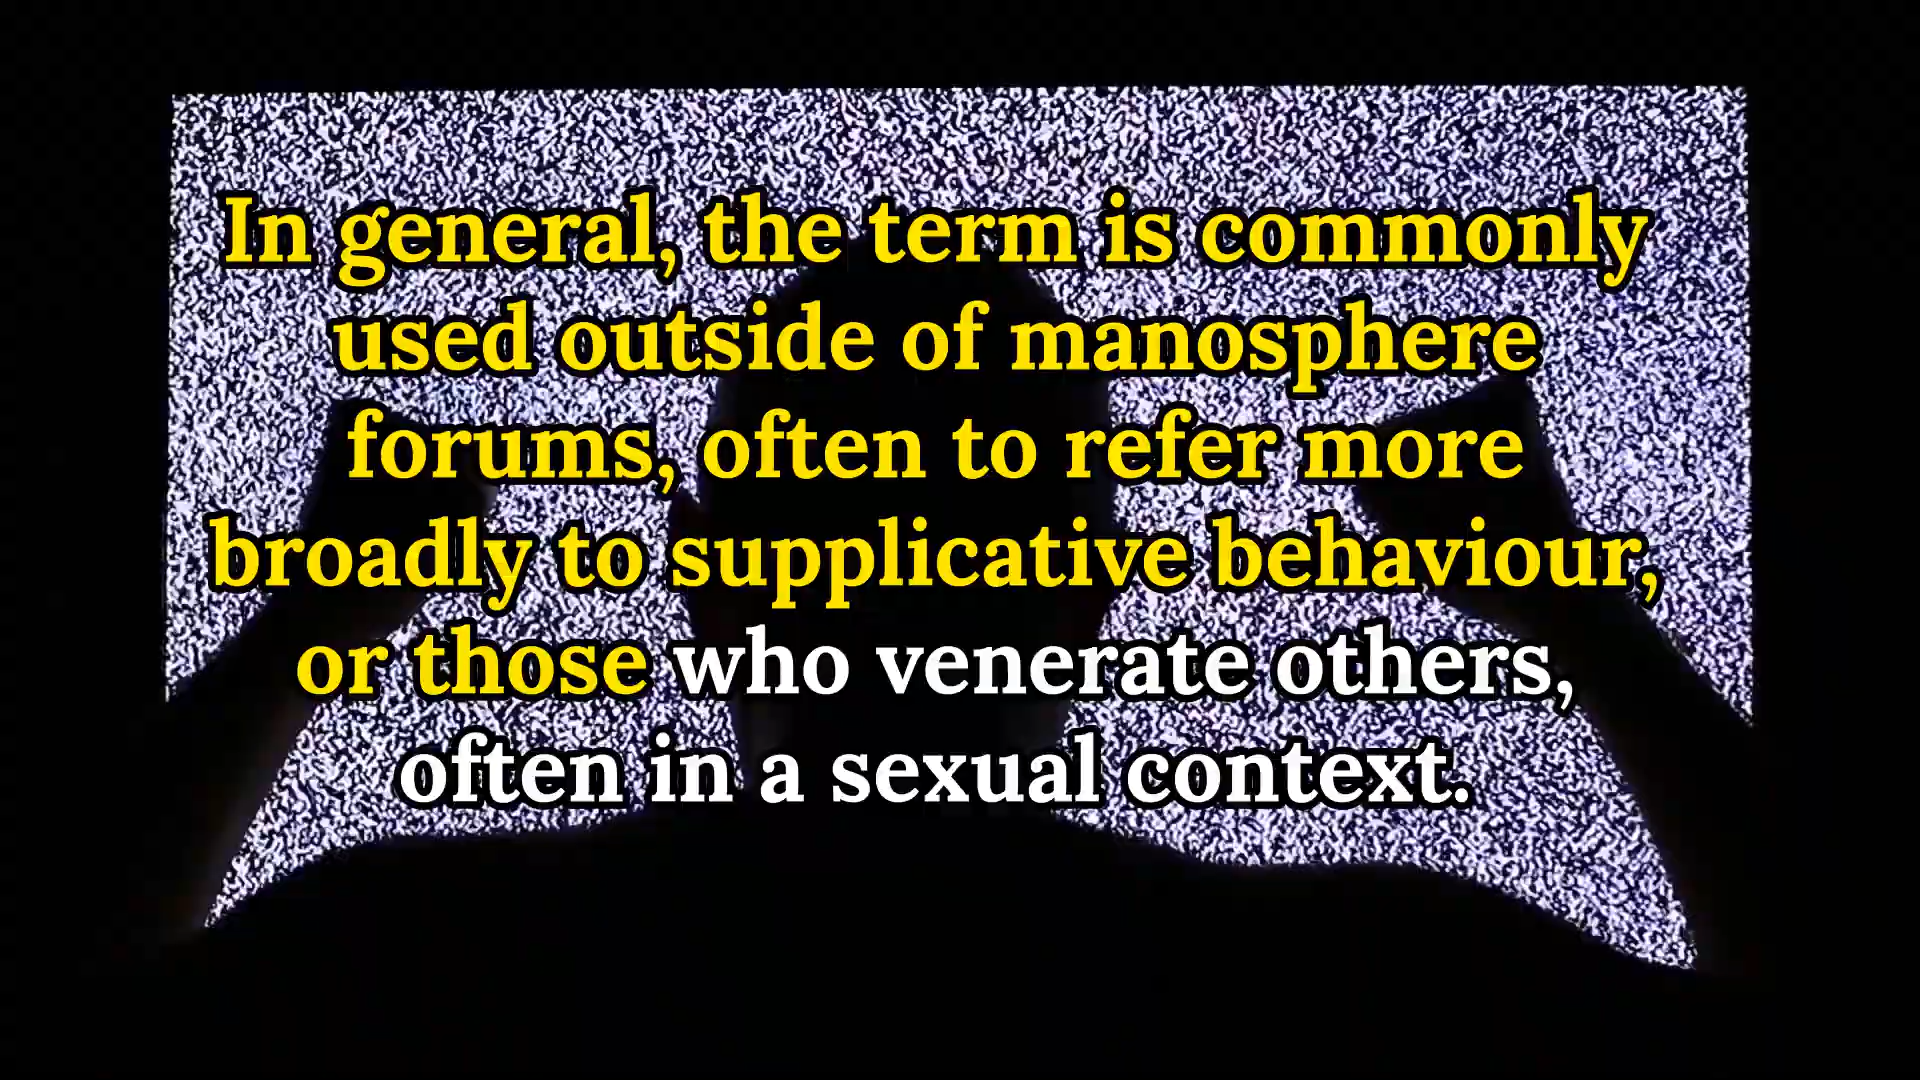 In general, the term is commonly
used outside of manosphere
forums, often to refer more
broadly to supplicative behaviour,
or those who venerate others,
often in a sexual context.